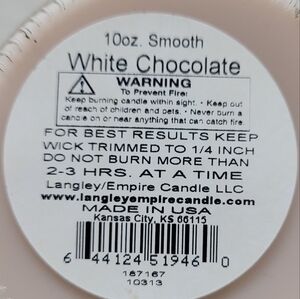 10oz. Smooth
White Chocolate
WARNING
To Prevent Fire:
Keep burning candle within sight. • Keep out
of reach of children and pets. • Never burn a
candle on or near anything that can catch fire.
FOR BEST RESULTS KEEP
WICK TRIMMED TO 1/4 INCH
DO NOT BURN MORE THAN
2-3 HRS. AT A TIME
Langley/Empire Candle LLC
www.langleyempirecandle.com
MADE IN USA
Kansas City, KS 66115
6 44124 51946 0
187167
10313